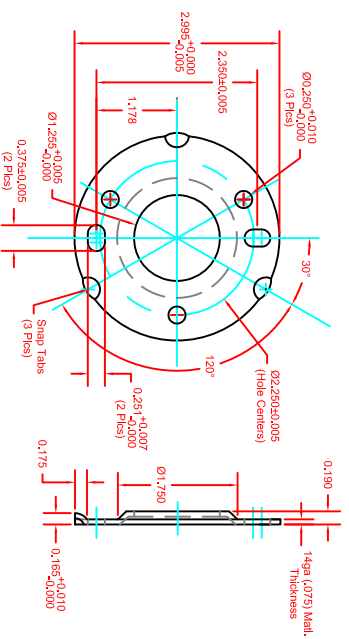 2.995+0.000
-0.005
2.350±0.005
1.178
Ø0.250+0.010
-0.000
(3 Plcs)
Ø1.255+0.005
-0.000
0.375±0.005
(2 Plcs)
30°
120°
Snap Tabs
(3 Plcs)
0.251+0.007
-0.000
(2 Plcs)
Ø2.250±0.005
(Hole Centers)
0.175
Ø1.750
0.190
0.165+0.010
-0.000
14ga (.075) Matl.
Thickness